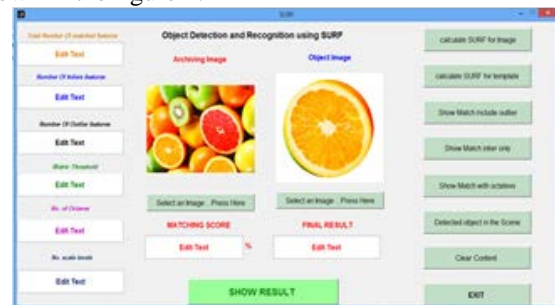 SURF
Object Detection and Recognition using SURF
Total Number Of matched features
Edit Text
Number Of Inliers features
Edit Text
Number Of Outlier features
Edit Text
Matric Threshold
Edit Text
No. of Octave
Edit Text
No. scale levels
Edit Text
Archiving Image
Object Image
Select an Image . Press Here
Select an Image . Press Here
MATCHING SCORE
Edit Text %
FINAL RESULT
Edit Text
SHOW RESULT
calculate SURF for Image
calculate SURF for template
Show Match include outlier
Show Match inlier only
Show Match with octatives
Detected object in the Scene
Clear Content
EXIT